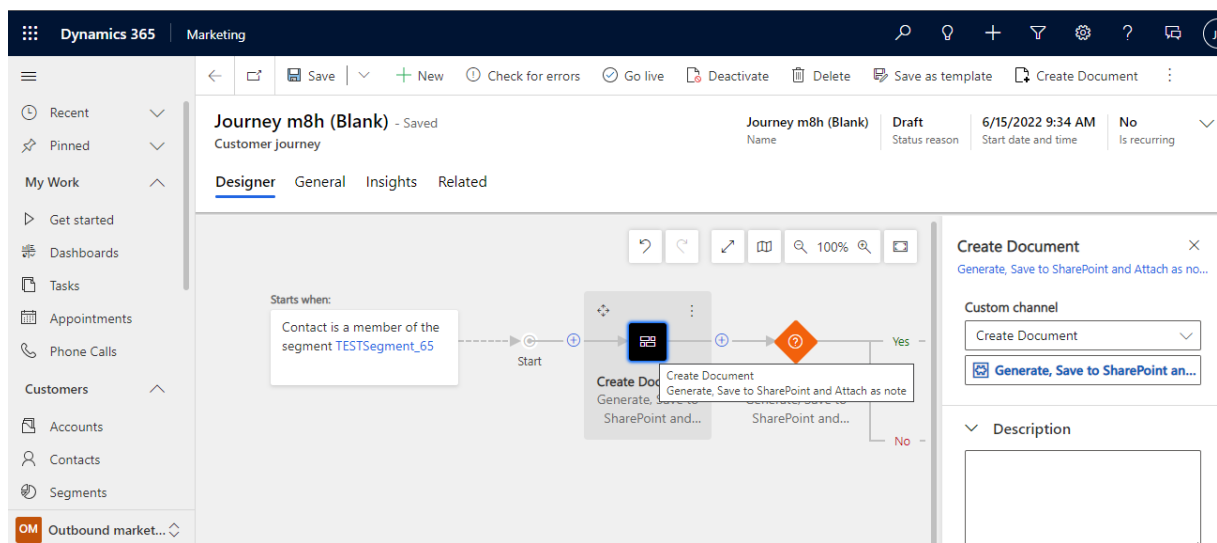 Dynamics 365 Marketing
Save New Check for errors Go live Deactivate Delete Save as template Create Document
Recent
Pinned
My Work
Get started
Dashboards
Tasks
Appointments
Phone Calls
Customers
Accounts
Contacts
Segments
OM Outbound market...
Journey m8h (Blank) - Saved
Customer journey
Journey m8h (Blank)
Name
Draft
Status reason
6/15/2022 9:34 AM
Start date and time
No
Is recurring
Designer General Insights Related
100%
Starts when:
Contact is a member of the
segment TESTSegment_65
Start
Create Doc
Generate,
SharePoint and...
Create Document
Generate, Save to SharePoint and Attach as note
SharePoint and...
Yes
No
Create Document
Generate, Save to SharePoint and Attach as no...
Custom channel
Create Document
Generate, Save to SharePoint an...
Description